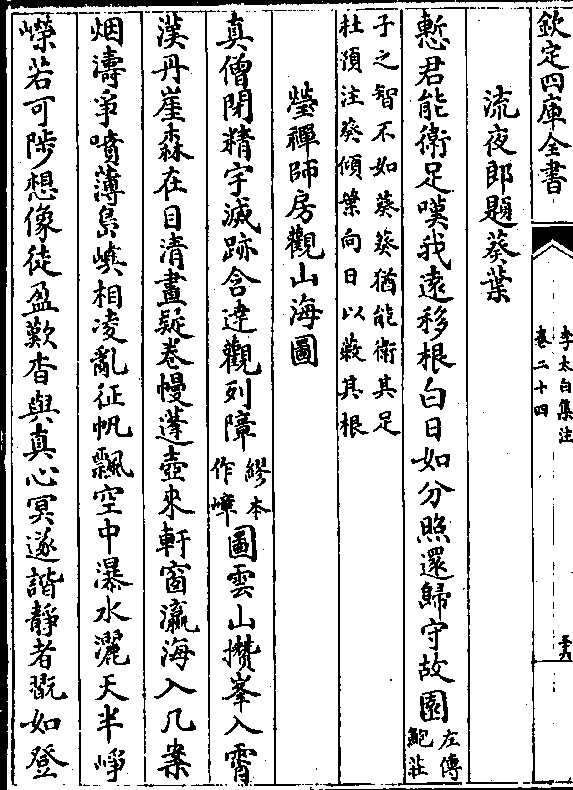 欽定四庫全書
李太白集注
卷二十四
流夜郎題葵葉
慙君能衛足嘆我遠移根白日如分照還歸守故園左傳鮑莊
子之智不如葵葵猶能衛其足
杜預注葵傾葉向日以蔽其根
瑩禪師房觀山海圖
真僧閉精宇滅跡含達觀列障繆本作嶂圖雲山攅峯入霄
漢丹崖森在目清晝疑卷幔蓬壺來軒窗瀛海入几案
烟濤爭噴薄島嶼相凌亂征帆飄空中瀑水灑天半崢
嶸若可陟想像徒盈歎杳與真心冥遂諧靜者翫如登